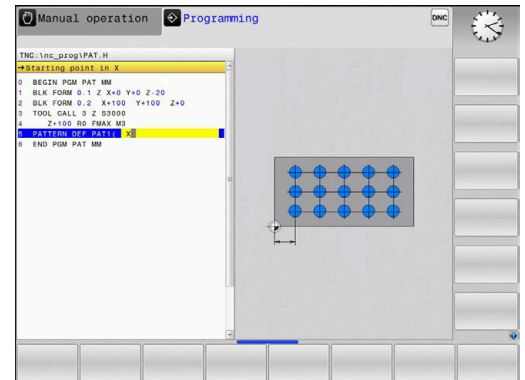 Manual operation
Programming
DNC
TNC:\nc_prog\PAT.H
→Starting point in X
0 BEGIN PGM PAT MM
1 BLK FORM 0.1 Z X+0 Y+0 Z-20
2 BLK FORM 0.2 X+100 Y+100 Z+0
3 TOOL CALL 3 Z S3000
4 Z+100 R0 FMAX M3
5 PATTERN DEF PAT1( X
6 END PGM PAT MM